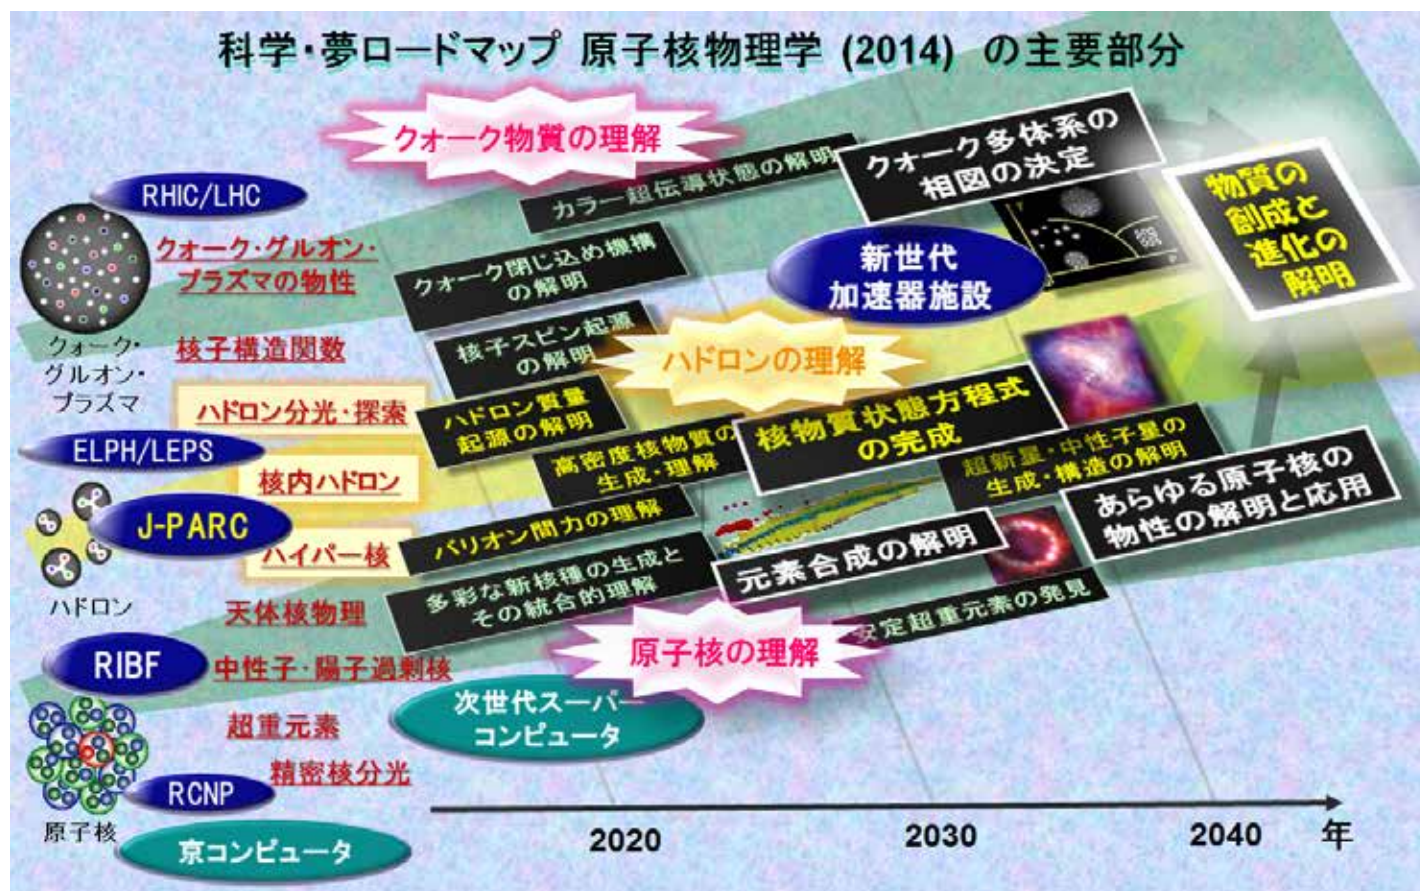 科学・夢ロードマップ 原子核物理学 (2014) の主要部分
クォーク物質の理解
カラー超伝導状態の解明
クォーク多体系の
相図の決定
物質の
創成と
進化の
解明
RHIC/LHC
クォーク・グルオン・
プラズマの物性
クォーク閉じ込め機構
の解明
新世代
加速器施設
クォーク・
グルオン・
プラズマ
核子構造関数
核子スピン起源
の解明
ハドロンの理解
ハドロン分光・探索
ハドロン質量
起源の解明
核物質状態方程式
の完成
ELPH/LEPS
高密度核物質の
生成・理解
超新星・中性子星の
生成・構造の解明
核内ハドロン
あらゆる原子核の
物性の解明と応用
J-PARC
バリオン間力の理解
ハイパー核
元素合成の解明
ハドロン
天体核物理
多彩な新核種の生成と
その統合的理解
安定超重元素の発見
原子核の理解
RIBF
中性子・陽子過剰核
次世代スーパー
コンピュータ
超重元素
精密核分光
RCNP
原子核
京コンピュータ
2020
2030
2040
年